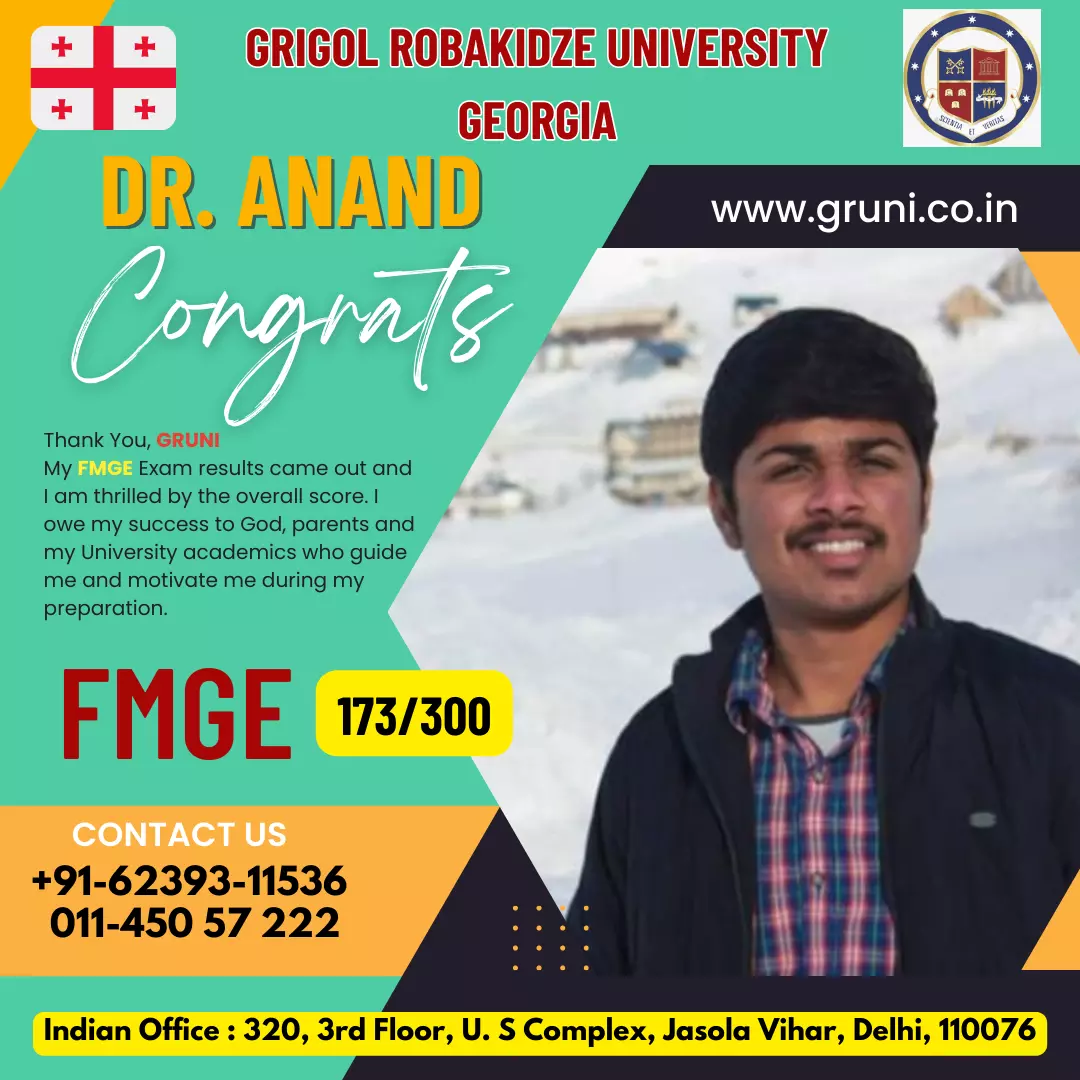 GRIGOL ROBAKIDZE UNIVERSITY
GEORGIA
SCIENTIA ET VERITAS
DR. ANAND
www.gruni.co.in
Congrats
Thank You, GRUNI
My FMGE Exam results came out and
I am thrilled by the overall score. I
owe my success to God, parents and
my University academics who guide
me and motivate me during my
preparation.
FMGE
173/300
CONTACT US
+91-62393-11536
011-450 57 222
Indian Office : 320, 3rd Floor, U. S Complex, Jasola Vihar, Delhi, 110076